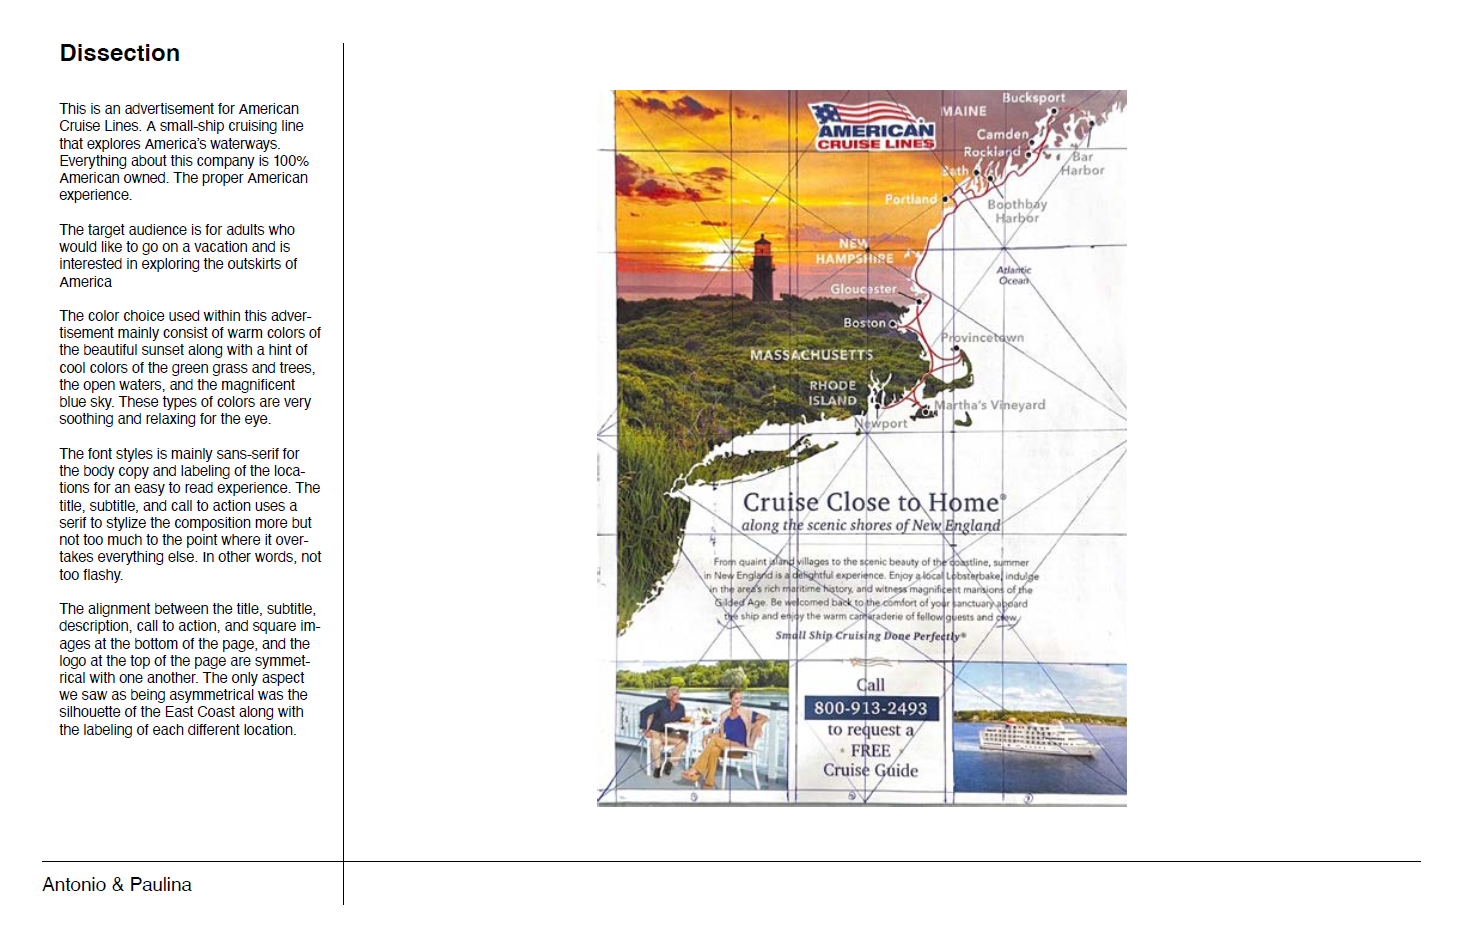 Dissection
This is an advertisement for American
Cruise Lines. A small-ship cruising line
that explores America's waterways.
Everything about this company is 100%
American owned. The proper American
experience.
The target audience is for adults who
would like to go on a vacation and is
interested in exploring the outskirts of
America
The color choice used within this adver-
tisement mainly consist of warm colors of
the beautiful sunset along with a hint of
cool colors of the green grass and trees,
the open waters, and the magnificent
blue sky. These types of colors are very
soothing and relaxing for the eye.
The font styles is mainly sans-serif for
the body copy and labeling of the loca-
tions for an easy to read experience. The
title, subtitle, and call to action uses a
serif to stylize the composition more but
not too much to the point where it over-
takes everything else. In other words, not
too flashy.
The alignment between the title, subtitle,
description, call to action, and square im-
ages at the bottom of the page, and the
logo at the top of the page are symmet-
rical with one another. The only aspect
we saw as being asymmetrical was the
silhouette of the East Coast along with
the labeling of each different location.
Antonio & Paulina
AMERICAN
CRUISE LINES
Bucksport
MAINE
Camden
Rockland
Bar
Harbor
Bath
Portland
Boothbay
Harbor
NEW
HAMPSHIRE
Atlantic
Ocean
Gloucester
Boston
Provincetown
MASSACHUSETTS
RHODE
ISLAND
Martha's Vineyard
Newport
Cruise Close to Home®
along the scenic shores of New England
From quaint island villages to the scenic beauty of the coastline, summer
in New England is a delightful experience. Enjoy a local Lobsterbake, indulge
in the area's rich maritime history, and witness magnificent mansions of the
Gilded Age. Be welcomed back to the comfort of your sanctuary aboard
the ship and enjoy the warm camaraderie of fellow guests and crew.
Small Ship Cruising Done Perfectly®
Call
800-913-2493
to request a
FREE
Cruise Guide